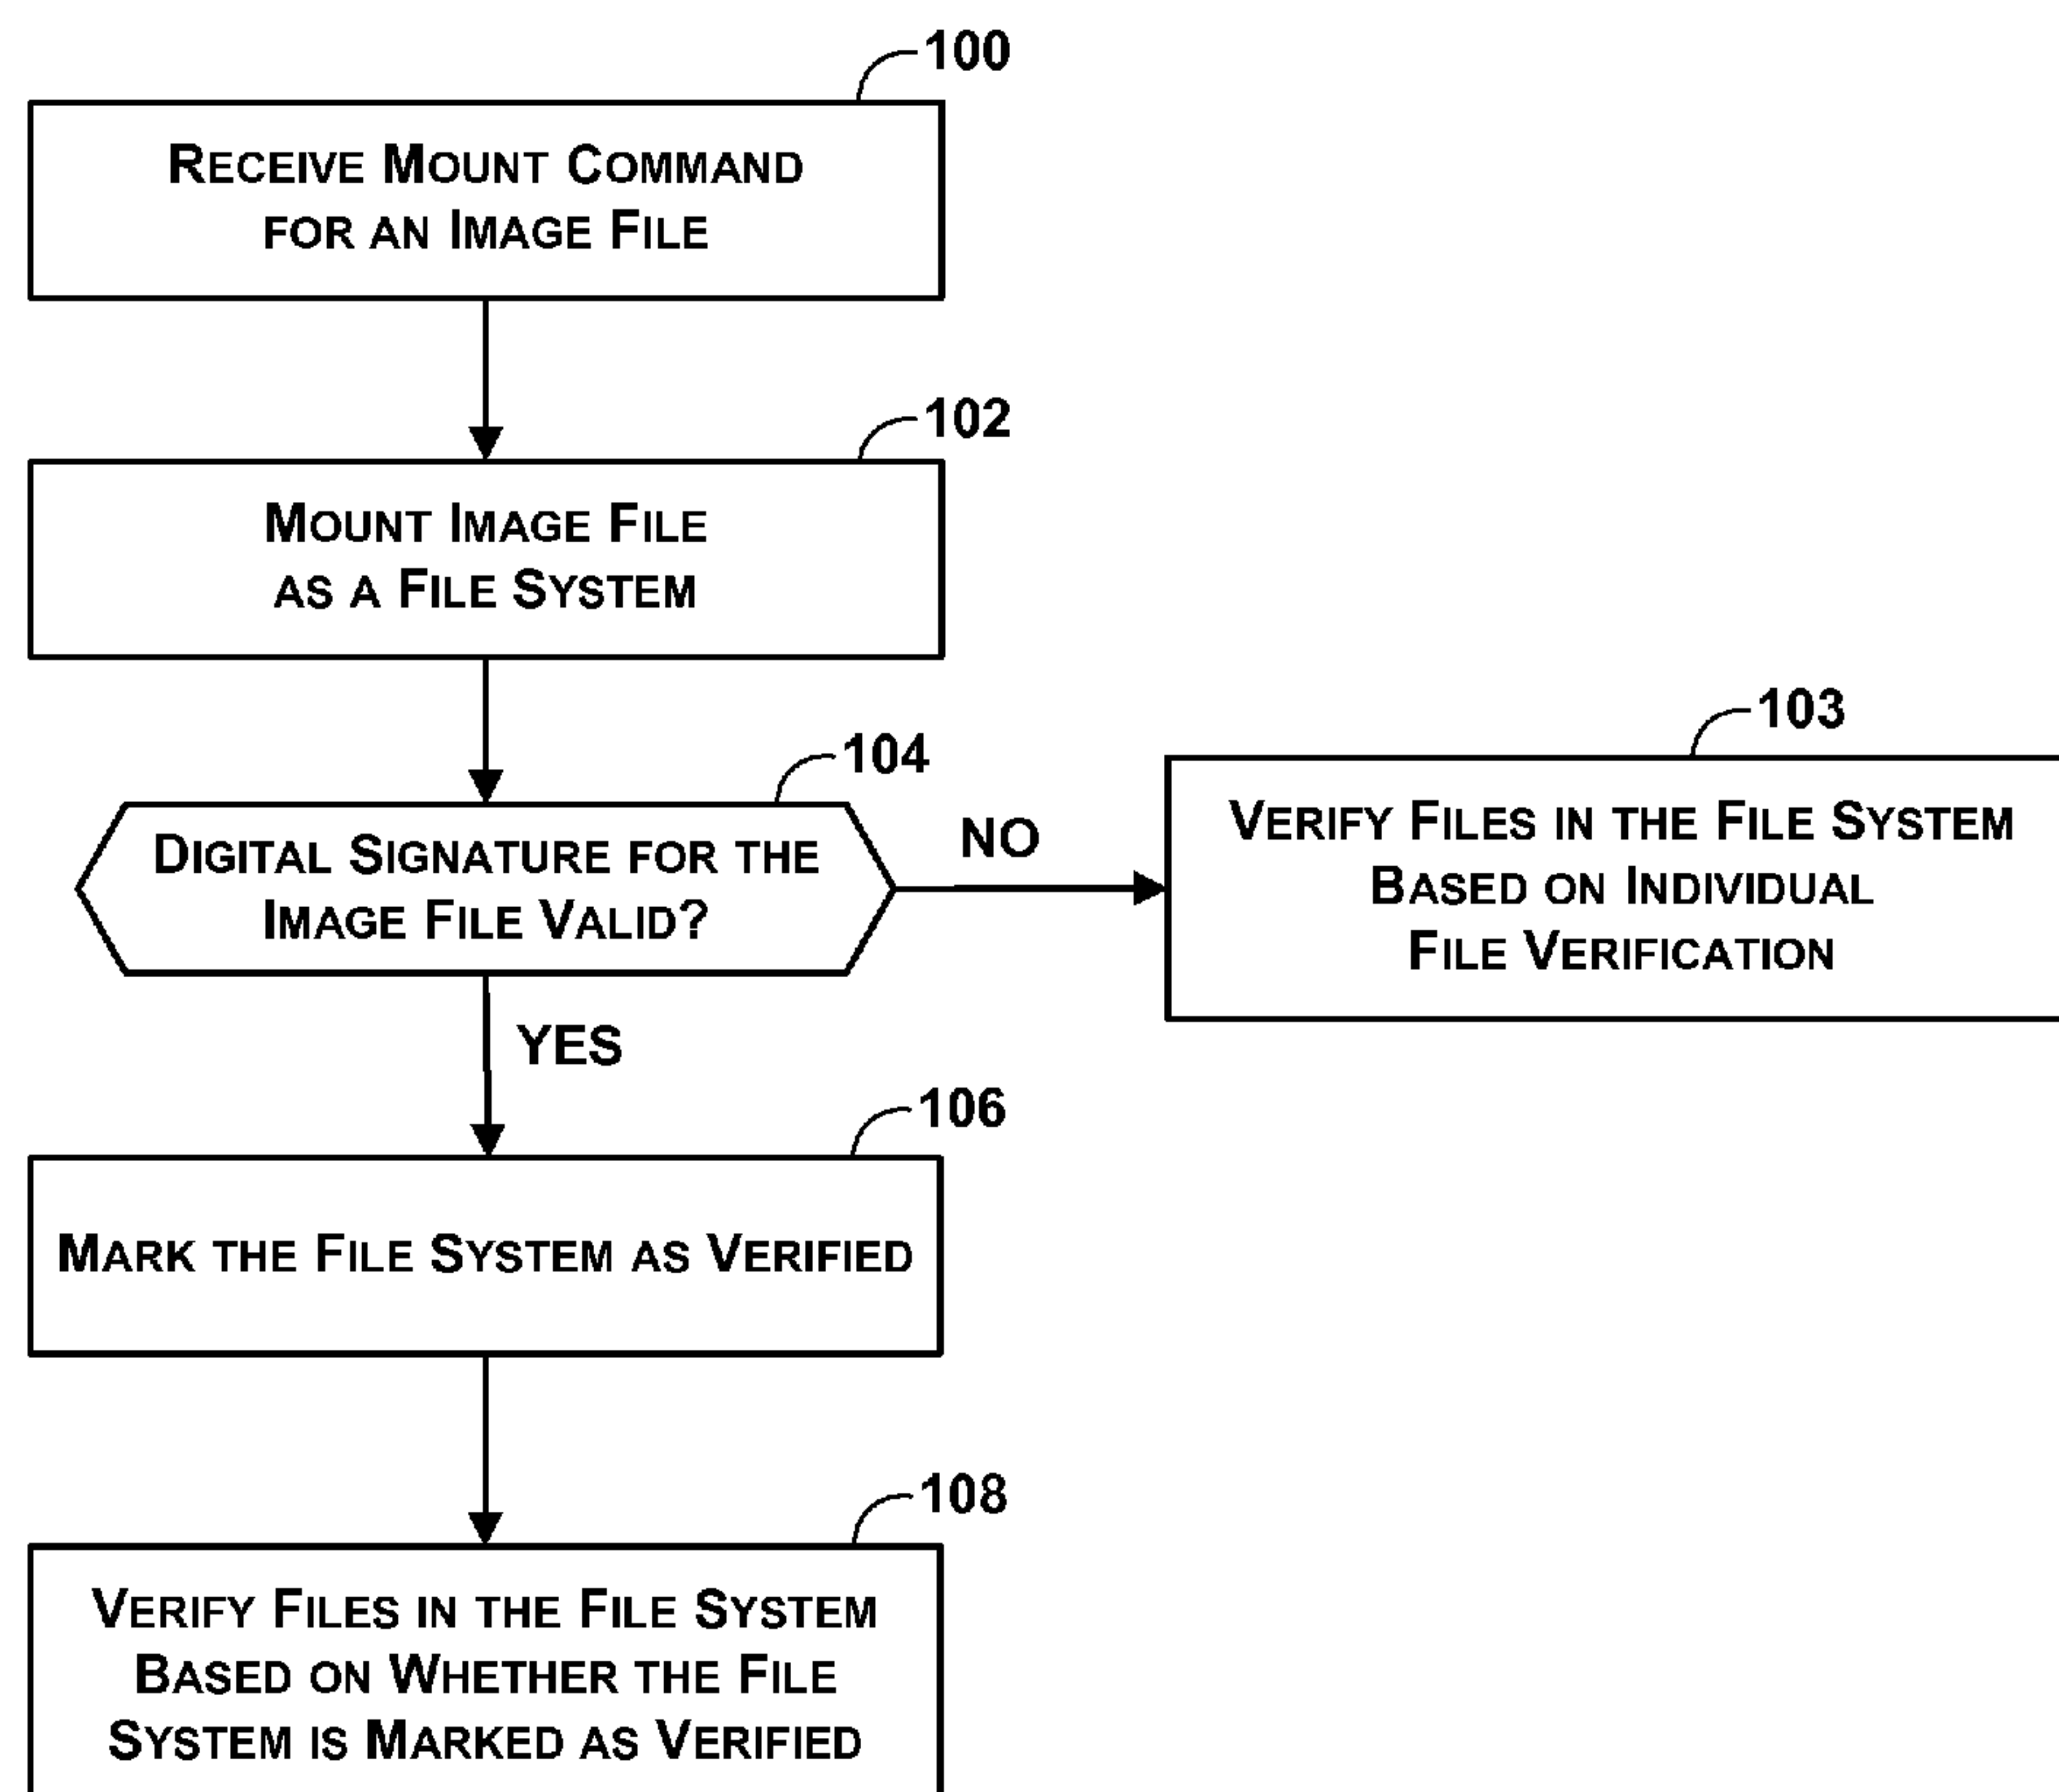 100
Receive Mount Command
for an Image File
102
Mount Image File
as a File System
104
Digital Signature for the
Image File Valid?
NO
103
Verify Files in the File System
Based on Individual
File Verification
YES
106
Mark the File System as Verified
108
Verify Files in the File System
Based on Whether the File
System is Marked as Verified